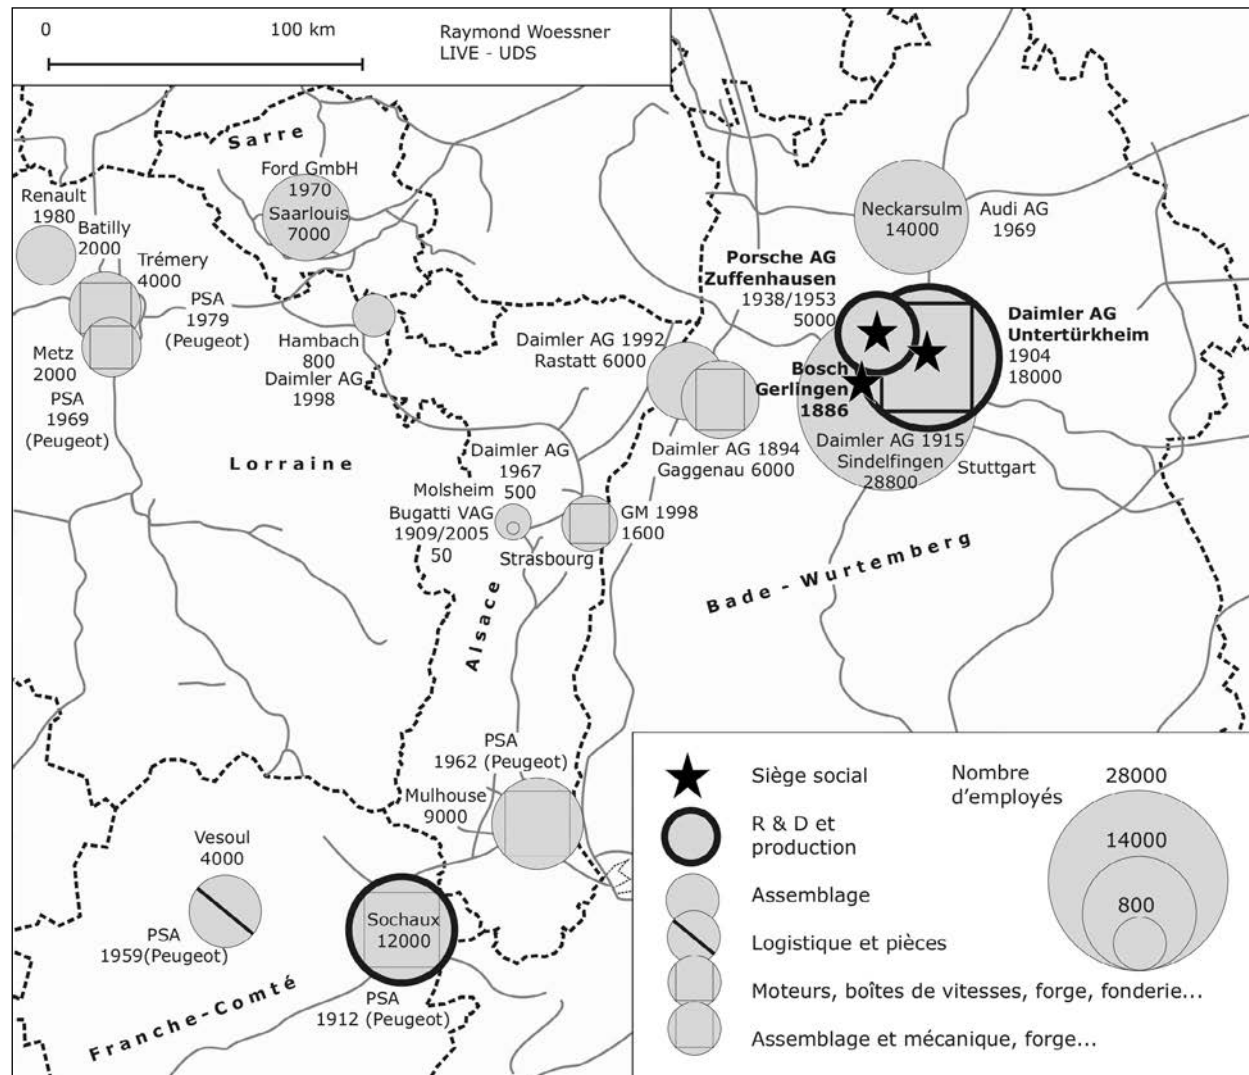 0
100 km
Raymond Woessner
LIVE - UDS
Sarre
Ford GmbH
1970
Saarlouis
7000
Renault
1980
Batilly
2000
Trémery
4000
PSA
1979
(Peugeot)
Metz
2000
PSA
1969
(Peugeot)
Hambach
800
Daimler AG
1998
Lorraine
Neckarsulm
14000
Audi AG
1969
Porsche AG
Zuffenhausen
1938/1953
5000
Daimler AG
Untertürkheim
1904
18000
Bosch
Gerlingen
1886
Daimler AG 1915
Sindelfingen
28800
Stuttgart
Daimler AG 1992
Rastatt 6000
Daimler AG 1894
Gaggenau 6000
Daimler AG
1967
500
Molsheim
Bugatti VAG
1909/2005
50
Strasbourg
GM 1998
1600
Alsace
Bade - Wurtemberg
PSA
1962 (Peugeot)
Mulhouse
9000
Vesoul
4000
PSA
1959(Peugeot)
Sochaux
12000
PSA
1912 (Peugeot)
Franche-Comté
Siège social
R & D et
production
Assemblage
Logistique et pièces
Moteurs, boîtes de vitesses, forge, fonderie...
Assemblage et mécanique, forge...
Nombre
d'employés
28000
14000
800